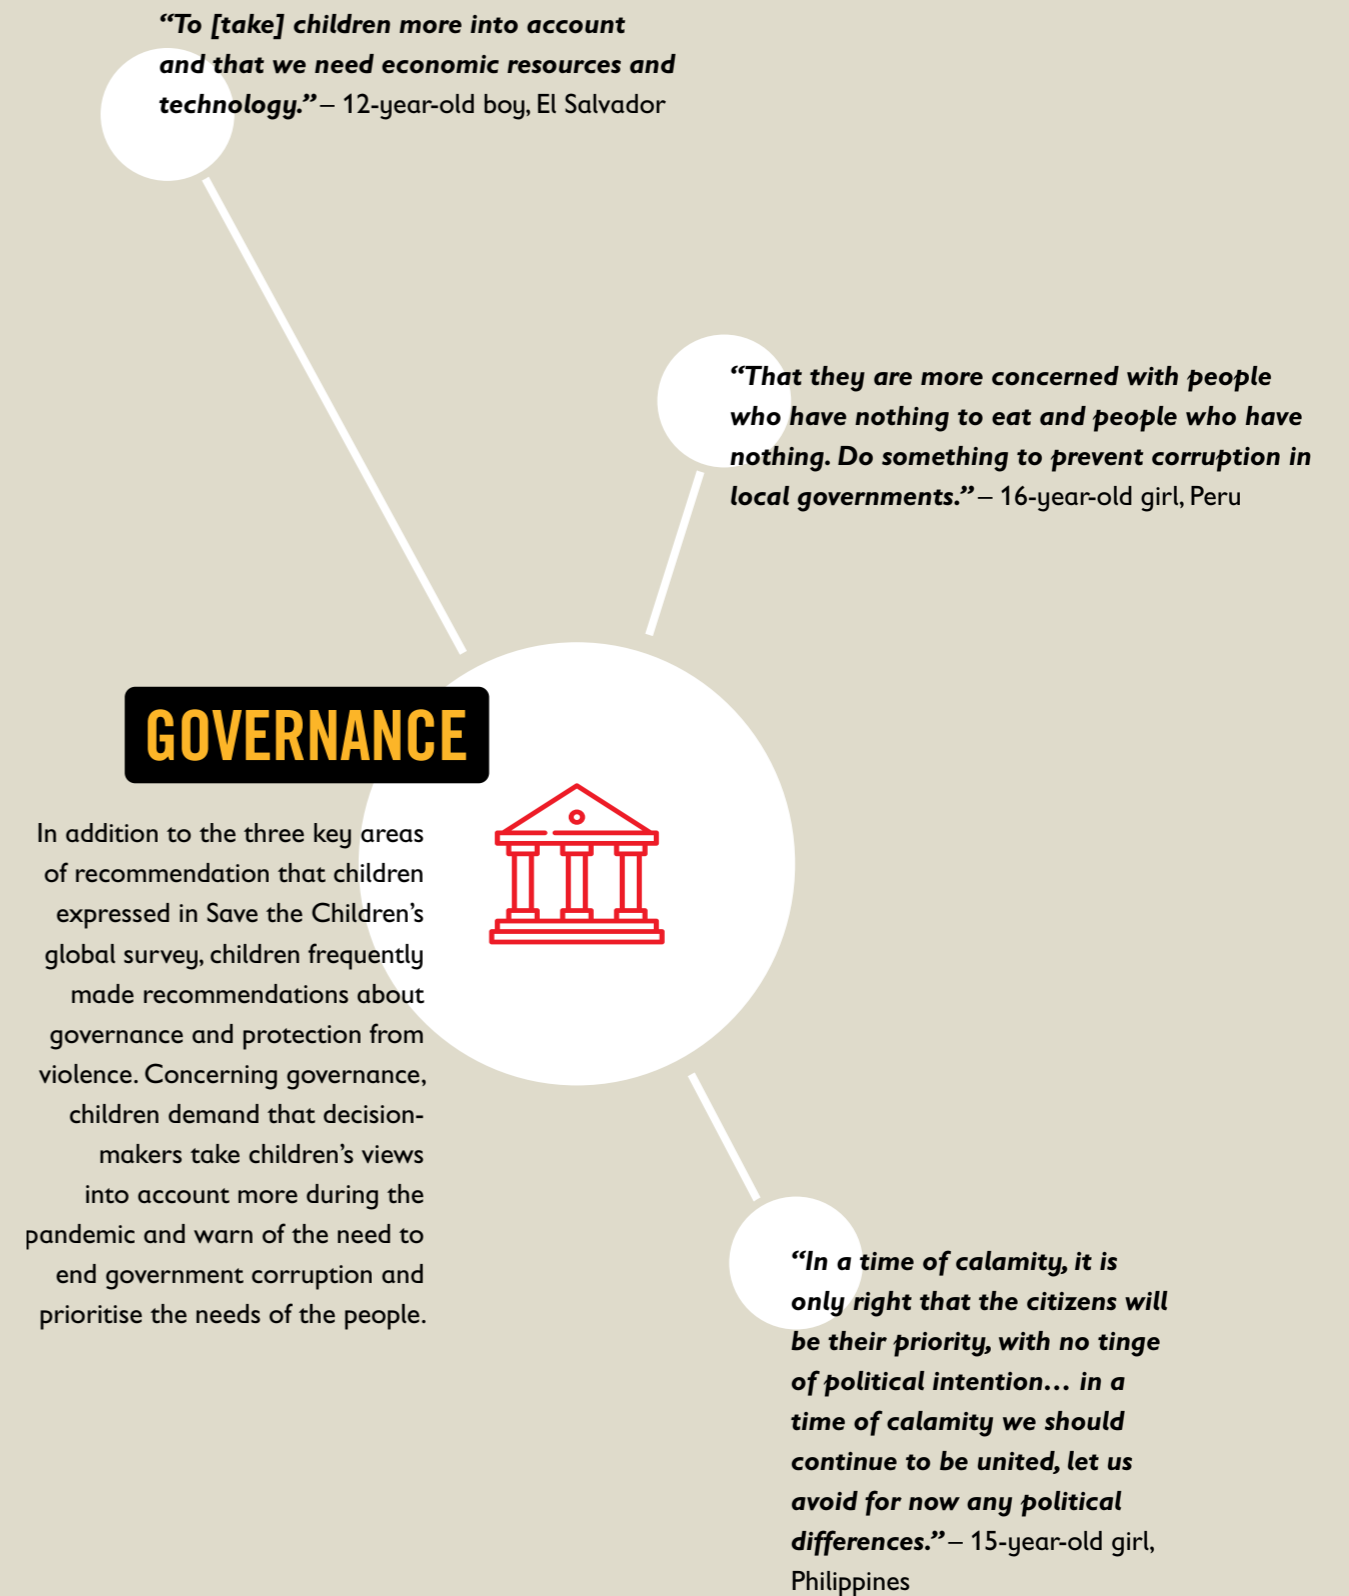 “To [take] children more into account
and that we need economic resources and
technology.” – 12-year-old boy, El Salvador
“That they are more concerned with people
who have nothing to eat and people who have
nothing. Do something to prevent corruption in
local governments.” – 16-year-old girl, Peru
GOVERNANCE
In addition to the three key areas
of recommendation that children
expressed in Save the Children’s
global survey, children frequently
made recommendations about
governance and protection from
violence. Concerning governance,
children demand that decision-
makers take children’s views
into account more during the
pandemic and warn of the need to
end government corruption and
prioritise the needs of the people.
“In a time of calamity, it is
only right that the citizens will
be their priority, with no tinge
of political intention… in a
time of calamity we should
continue to be united, let us
avoid for now any political
differences.” – 15-year-old girl,
Philippines